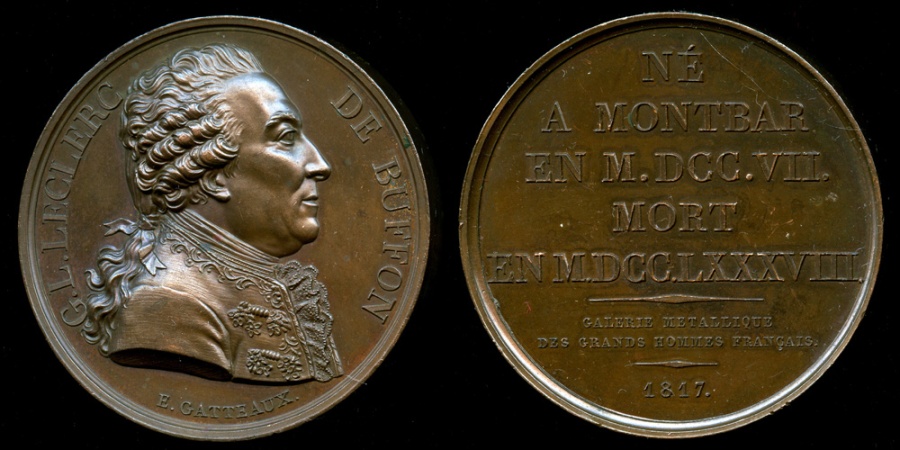 G. L. LECLERC DE BUFFON
E. GATTEAUX.
NÉ
A MONTBAR
EN M.DCC.VII.
MORT
EN M.DCC.LXXXVIII.
GALERIE METALLIQUE
DES GRANDS HOMMES FRANÇAIS.
1817.